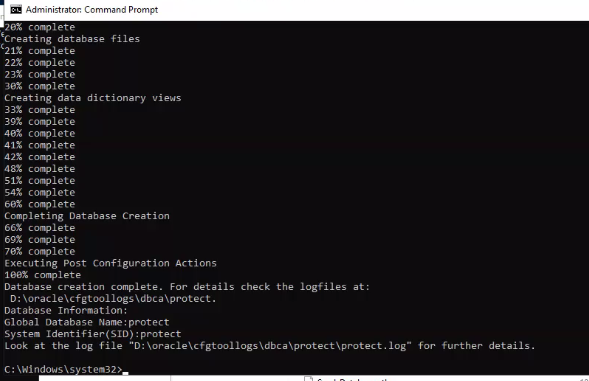 Administrator: Command Prompt
20% complete
Creating database files
21% complete
22% complete
23% complete
30% complete
Creating data dictionary views
33% complete
39% complete
40% complete
41% complete
42% complete
48% complete
51% complete
54% complete
60% complete
Completing Database Creation
66% complete
69% complete
70% complete
Executing Post Configuration Actions
100% complete
Database creation complete. For details check the logfiles at:
D:\oracle\cfgtoollogs\dbca\protect.
Database Information:
Global Database Name:protect
System Identifier(SID):protect
Look at the log file "D:\oracle\cfgtoollogs\dbca\protect\protect.log" for further details.
C:\Windows\system32>